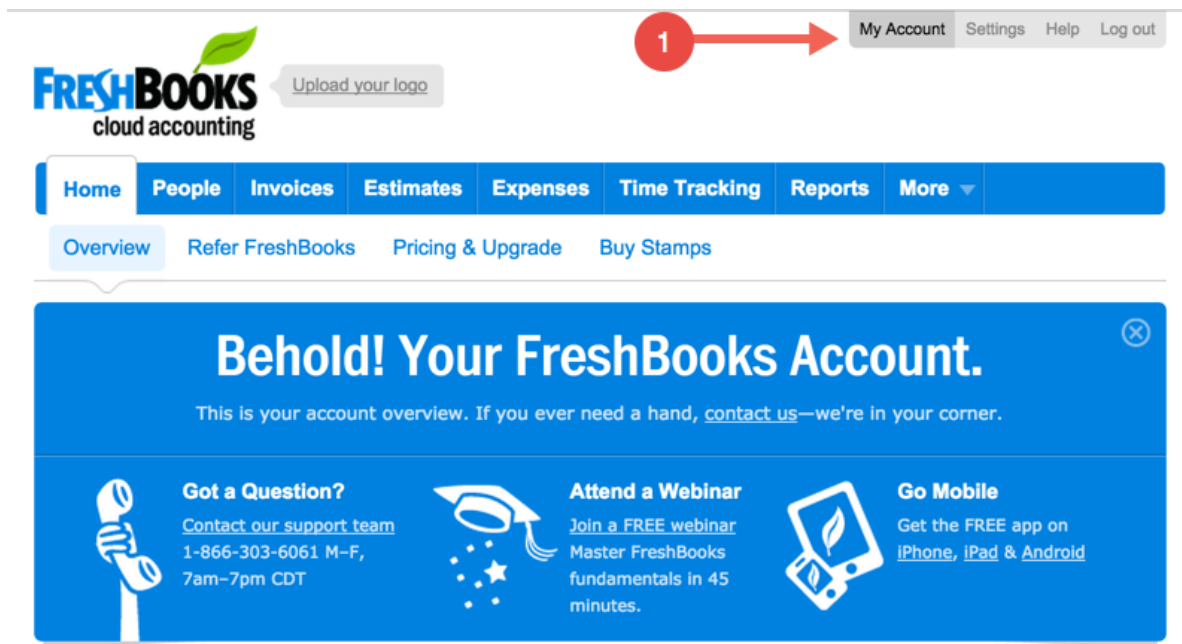 1
My Account Settings Help Log out
FRESHBOOKS
cloud accounting
Upload your logo
Home People Invoices Estimates Expenses Time Tracking Reports More
Overview Refer FreshBooks Pricing & Upgrade Buy Stamps
Behold! Your FreshBooks Account.
This is your account overview. If you ever need a hand, contact us—we're in your corner.
Got a Question?
Contact our support team
1-866-303-6061 M–F,
7am–7pm CDT
Attend a Webinar
Join a FREE webinar
Master FreshBooks
fundamentals in 45
minutes.
Go Mobile
Get the FREE app on
iPhone, iPad & Android